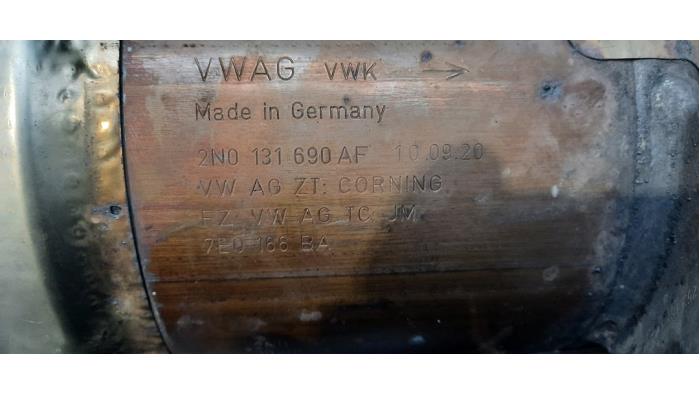 VWAG VWK →
Made in Germany
2N0 131 690 AF 10.09.20
VW AG ZT: CORNING
EZ: VW AG TC: JM
7E0 166 BA